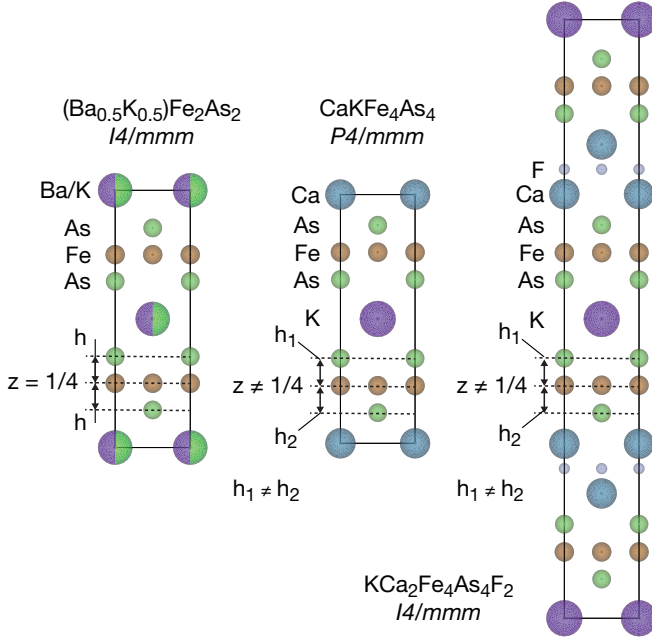 (Ba0.5K0.5)Fe2As2
I4/mmm
Ba/K
As
Fe
As
h
z = 1/4
h
CaKFe4As4
P4/mmm
Ca
As
Fe
As
K
h1
z ≠ 1/4
h2
h1 ≠ h2
F
Ca
As
Fe
As
K
h1
z ≠ 1/4
h2
h1 ≠ h2
KCa2Fe4As4F2
I4/mmm